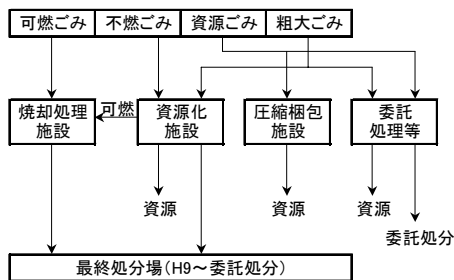 可燃ごみ 不燃ごみ 資源ごみ 粗大ごみ
焼却処理
施設
可燃
資源化
施設
圧縮梱包
施設
委託
処理等
資源
資源
資源
委託処分
最終処分場(H9～委託処分)